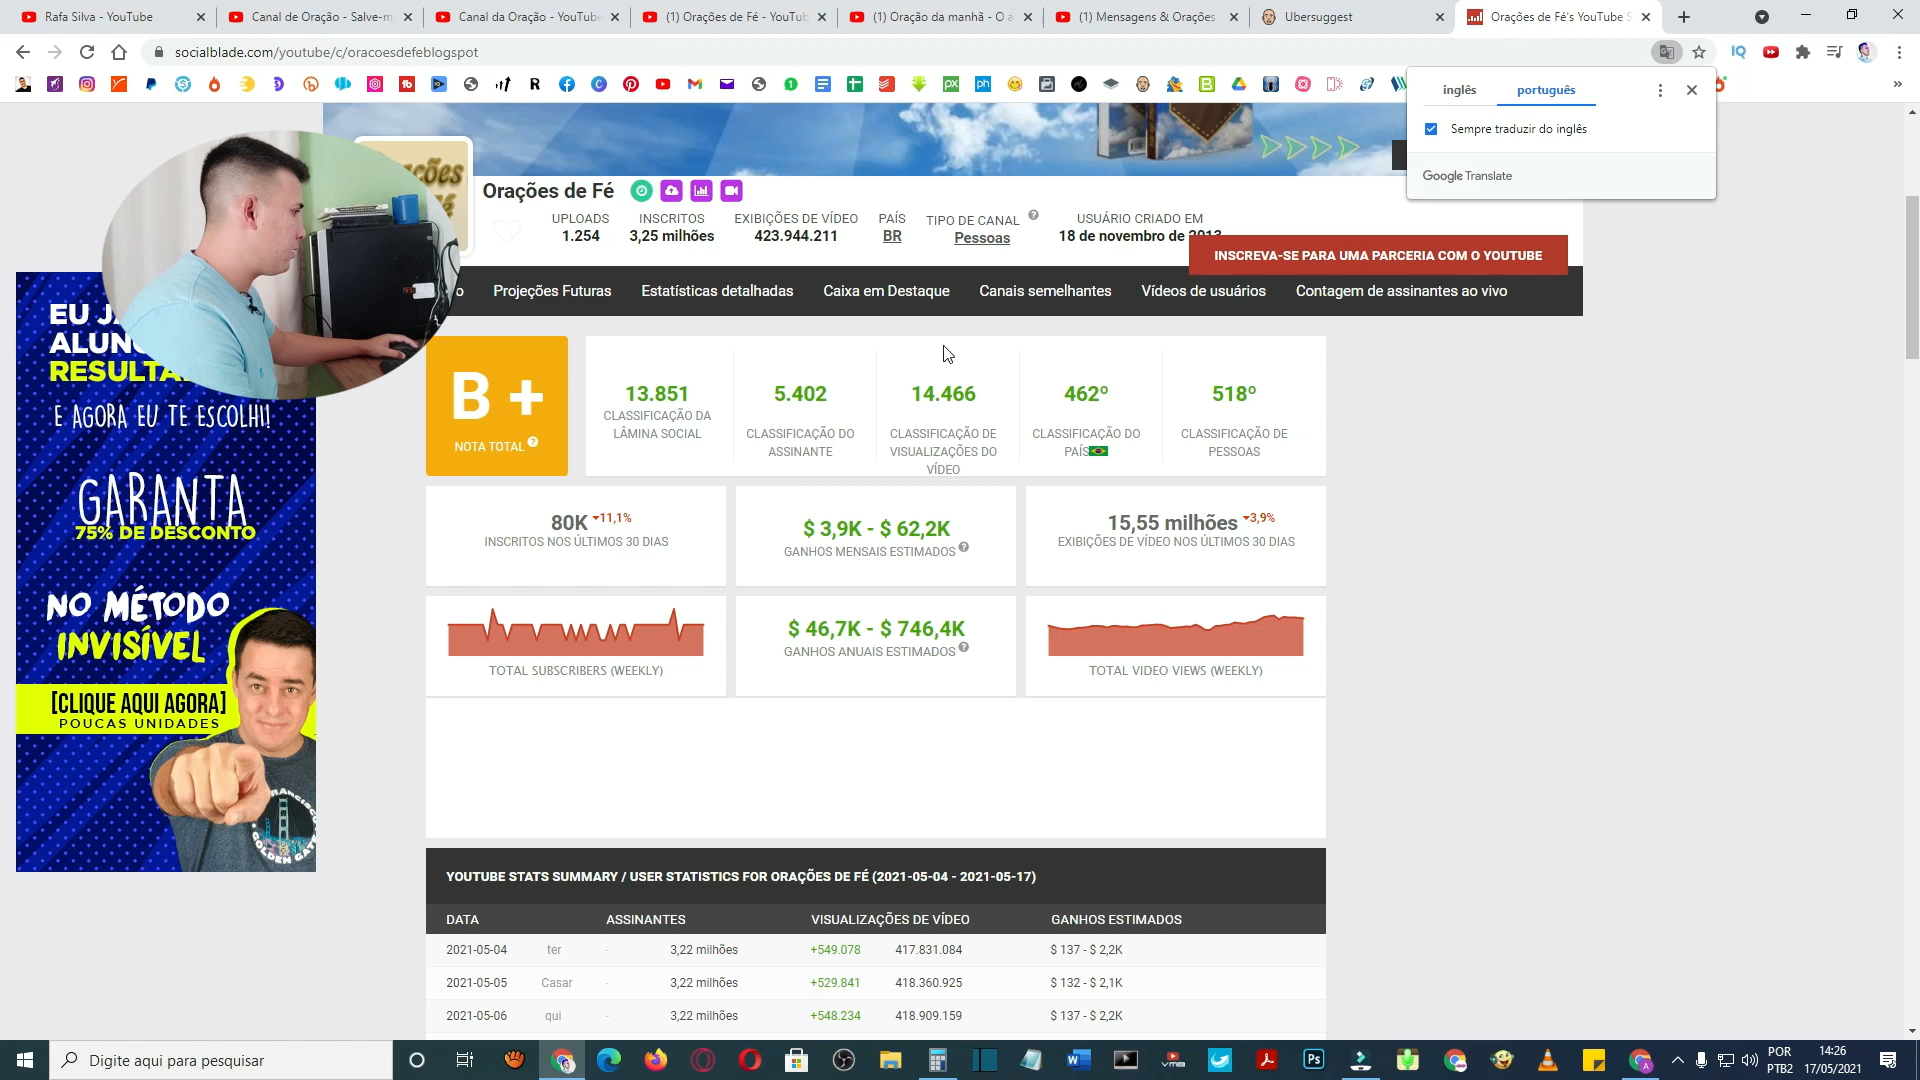 Rafa Silva - YouTube
Canal de Oração - Salve-m
Canal da Oração - YouTube
(1) Orações de Fé - YouTub
(1) Oração da manhã - O a
(1) Mensagens & Orações
Ubersuggest
Orações de Fé's YouTube S
socialblade.com/youtube/c/oracoesdefeblogspot
inglês
português
Sempre traduzir do inglês
Google Translate
Orações de Fé
UPLOADS
1.254
INSCRITOS
3,25 milhões
EXIBIÇÕES DE VÍDEO
423.944.211
PAÍS
BR
TIPO DE CANAL
Pessoas
USUÁRIO CRIADO EM
18 de novembro de 2013
INSCREVA-SE PARA UMA PARCERIA COM O YOUTUBE
Projeções Futuras
Estatísticas detalhadas
Caixa em Destaque
Canais semelhantes
Vídeos de usuários
Contagem de assinantes ao vivo
B +
NOTA TOTAL
13.851
CLASSIFICAÇÃO DA
LÂMINA SOCIAL
5.402
CLASSIFICAÇÃO DO
ASSINANTE
14.466
CLASSIFICAÇÃO DE
VISUALIZAÇÕES DO
VÍDEO
462º
CLASSIFICAÇÃO DO
PAÍS
518º
CLASSIFICAÇÃO DE
PESSOAS
80K 11,1%
INSCRITOS NOS ÚLTIMOS 30 DIAS
$ 3,9K - $ 62,2K
GANHOS MENSAIS ESTIMADOS
15,55 milhões 3,9%
EXIBIÇÕES DE VÍDEO NOS ÚLTIMOS 30 DIAS
TOTAL SUBSCRIBERS (WEEKLY)
$ 46,7K - $ 746,4K
GANHOS ANUAIS ESTIMADOS
TOTAL VIDEO VIEWS (WEEKLY)
YOUTUBE STATS SUMMARY / USER STATISTICS FOR ORAÇÕES DE FÉ (2021-05-04 - 2021-05-17)
DATA ASSINANTES VISUALIZAÇÕES DE VÍDEO GANHOS ESTIMADOS
2021-05-04 ter - 3,22 milhões +549.078 417.831.084 $ 137 - $ 2,2K
2021-05-05 Casar - 3,22 milhões +529.841 418.360.925 $ 132 - $ 2,1K
2021-05-06 qui - 3,22 milhões +548.234 418.909.159 $ 137 - $ 2,2K
EU J
ALUN
RESULTA
E AGORA EU TE ESCOLHI!
GARANTA
75% DE DESCONTO
NO MÉTODO
INVISÍVEL
[CLIQUE AQUI AGORA]
POUCAS UNIDADES
Digite aqui para pesquisar
POR
PTB2
14:26
17/05/2021